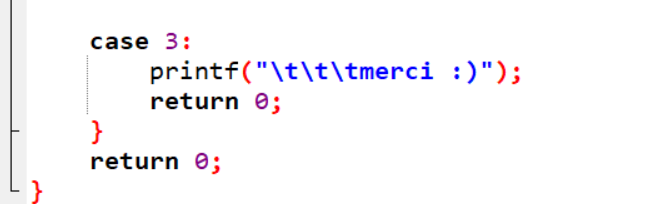 case 3:
printf("\t\t\tmerci :)");
return 0;
}
return 0;
}